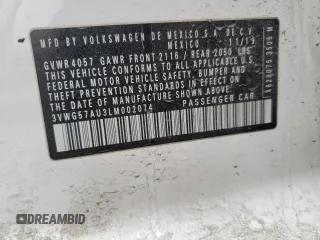 MFD BY VOLKSWAGEN DE MEXICO S.A. DE C.V.
MEXICO - 11/19
GVWR 4057 GAWR FRONT 2116 / REAR 2050 LBS
THIS VEHICLE CONFORMS TO ALL APPLICABLE
FEDERAL MOTOR VEHICLE SAFETY, BUMPER, AND
THEFT PREVENTION STANDARDS IN EFFECT ON THE
DATE OF MANUFACTURE SHOWN ABOVE.
3VWG57AU3LM002074
PASSENGER CAR
DREAMBID